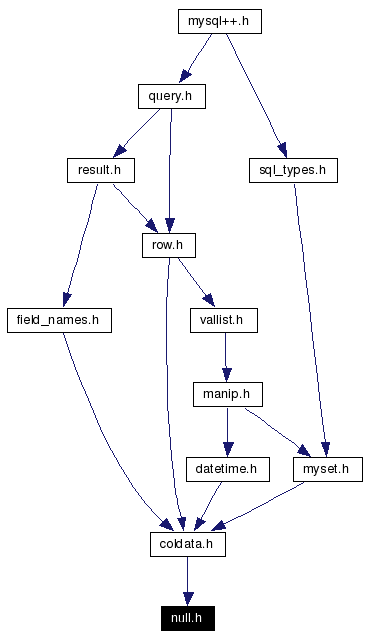 mysql++.h
query.h
result.h
sql_types.h
row.h
field_names.h
vallist.h
manip.h
datetime.h
myset.h
coldata.h
null.h